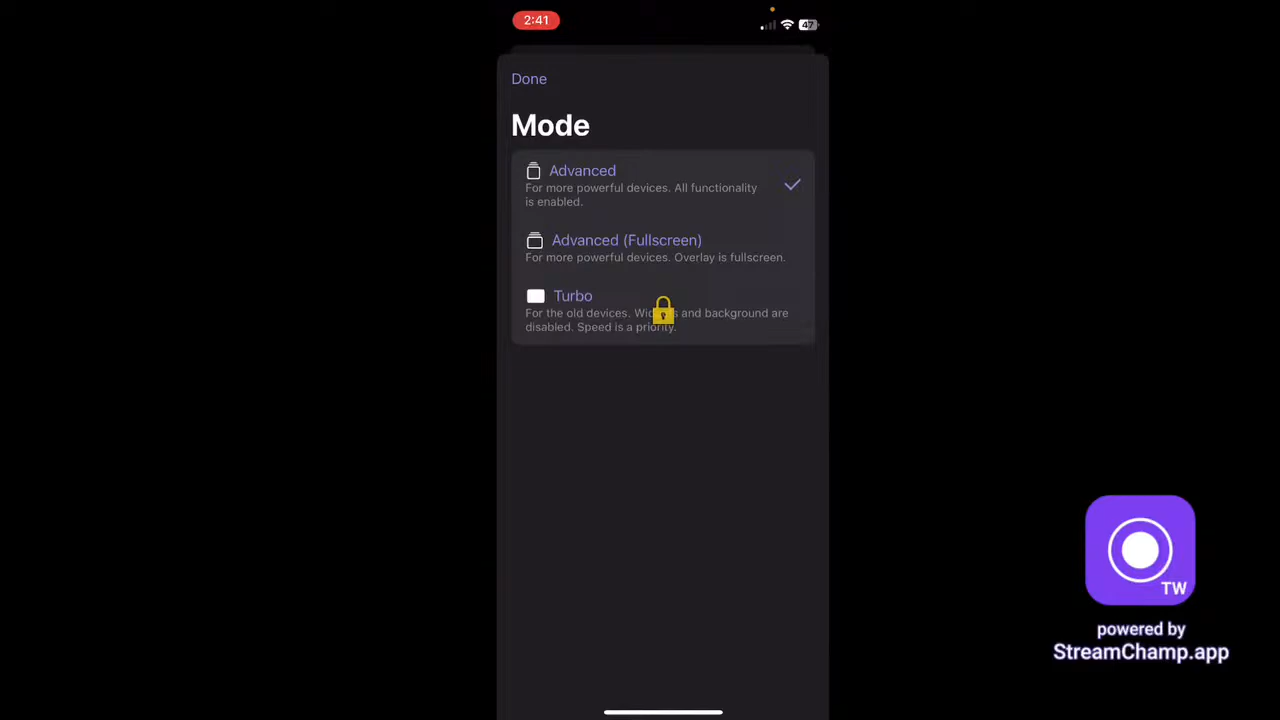 2:41
47
Done
Mode
Advanced
For more powerful devices. All functionality
is enabled.
Advanced (Fullscreen)
For more powerful devices. Overlay is fullscreen.
Turbo
For the old devices. and background are
disabled. Speed is a priority.
TW
powered by
StreamChamp.app